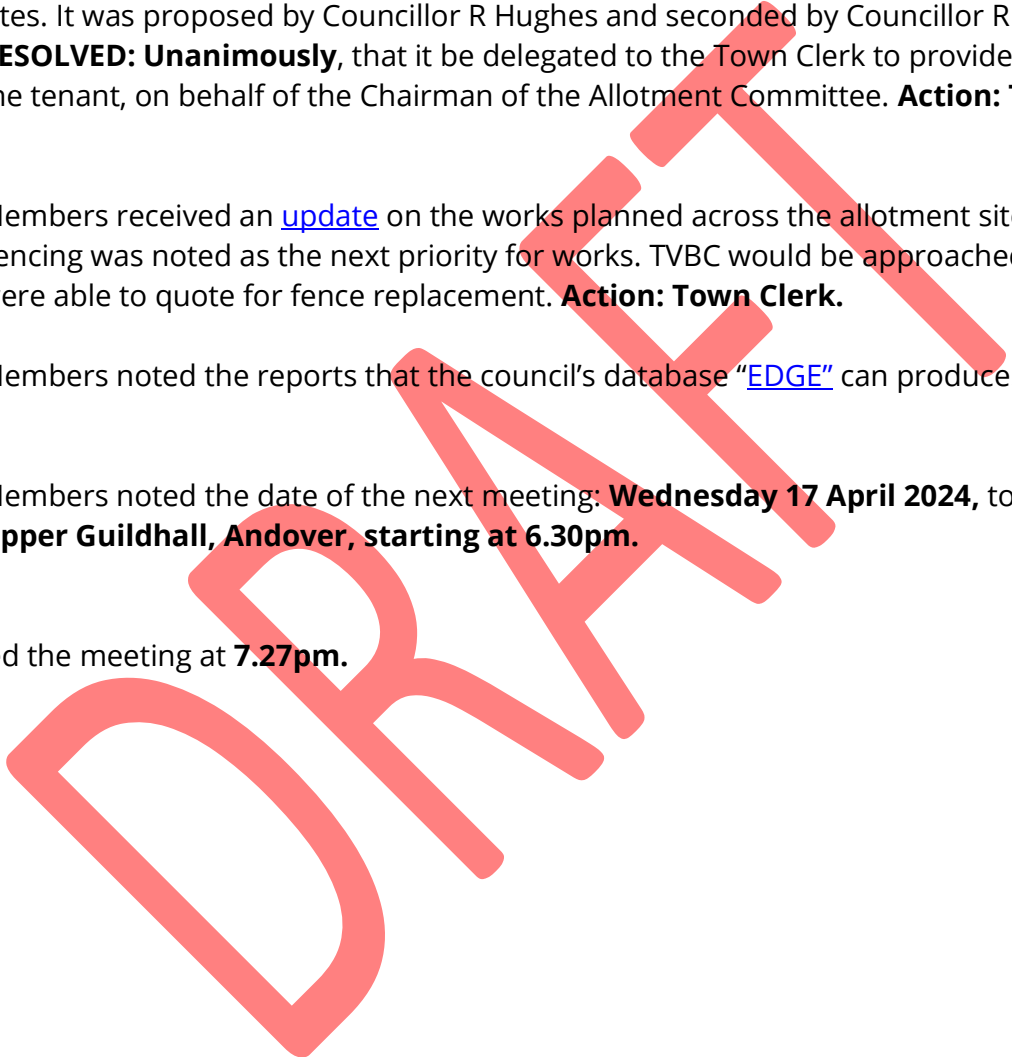 tes. It was proposed by Councillor R Hughes and seconded by Councillor R
ESOLVED: Unanimously, that it be delegated to the Town Clerk to provide
he tenant, on behalf of the Chairman of the Allotment Committee. Action: T
Members received an update on the works planned across the allotment site
encing was noted as the next priority for works. TVBC would be approached
were able to quote for fence replacement. Action: Town Clerk.
Members noted the reports that the council’s database “EDGE” can produce
Members noted the date of the next meeting: Wednesday 17 April 2024, to
pper Guildhall, Andover, starting at 6.30pm.
ed the meeting at 7.27pm.
DRAFT